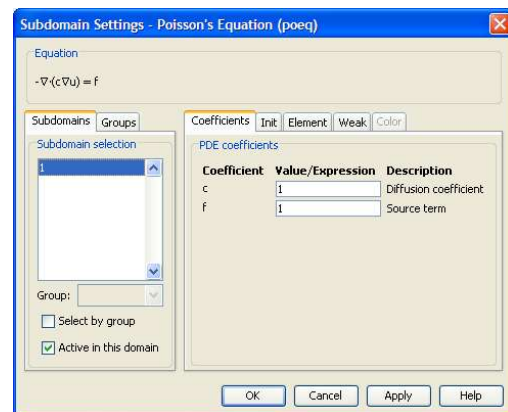 Subdomain Settings - Poisson's Equation (poeq)
Equation
-∇·(c∇u) = f
Subdomains Groups
Coefficients Init Element Weak Color
Subdomain selection
1
PDE coefficients
Coefficient Value/Expression Description
c 1 Diffusion coefficient
f 1 Source term
Group:
Select by group
Active in this domain
OK Cancel Apply Help